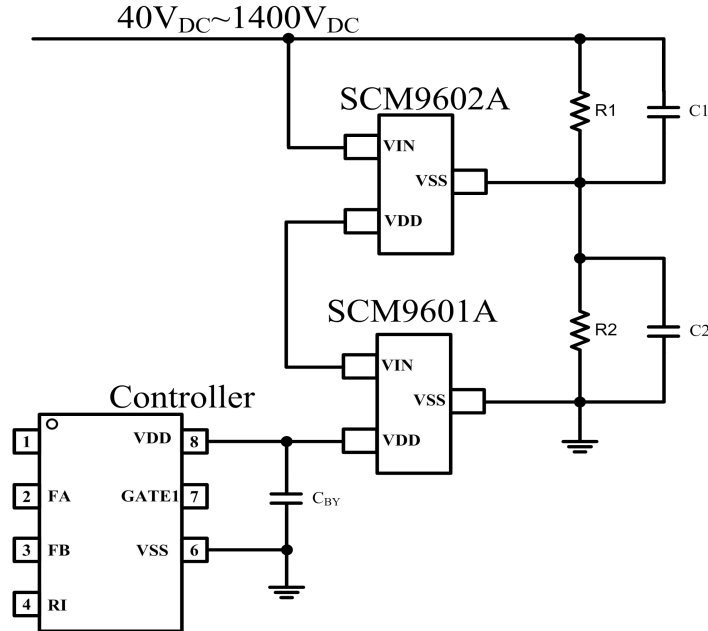 40VDC~1400VDC
SCM9602A
VIN
VSS
VDD
R1
C1
SCM9601A
VIN
VSS
VDD
R2
C2
Controller
1
VDD 8
2 FA
GATE1 7
3 FB
VSS 6
4 RI
CBY